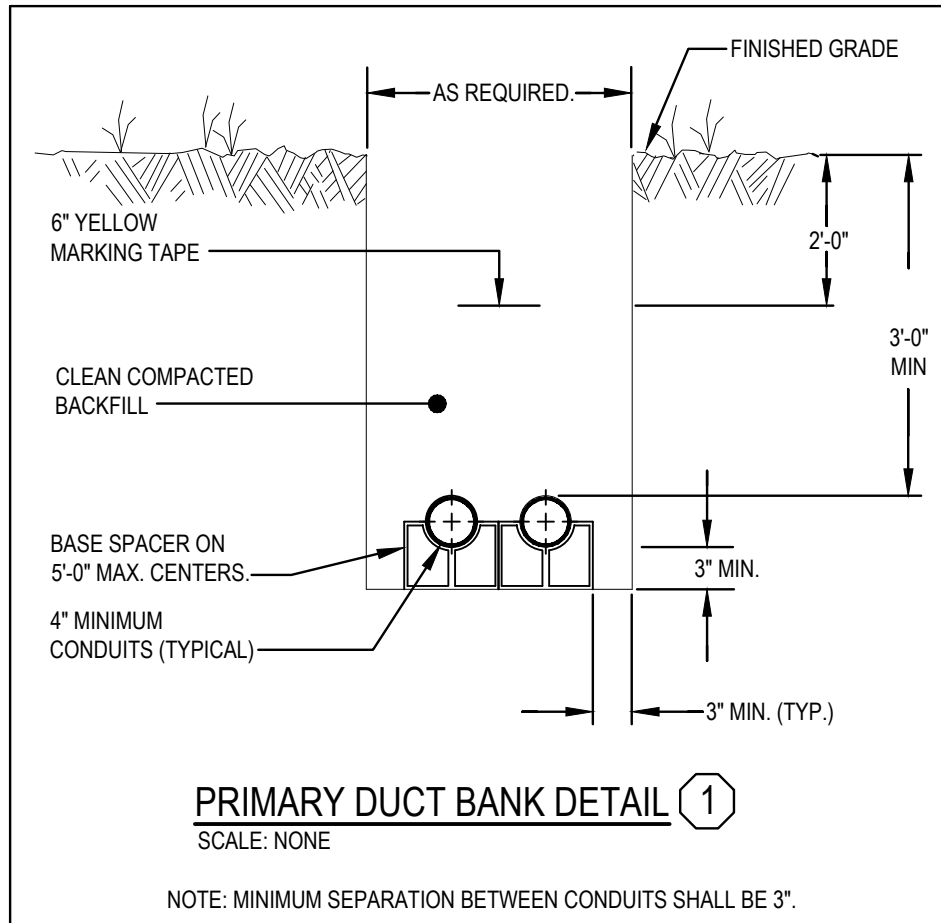 FINISHED GRADE
AS REQUIRED.
6" YELLOW
MARKING TAPE
2'-0"
3'-0"
MIN
CLEAN COMPACTED
BACKFILL
BASE SPACER ON
5'-0" MAX. CENTERS.
3" MIN.
4" MINIMUM
CONDUITS (TYPICAL)
3" MIN. (TYP.)
PRIMARY DUCT BANK DETAIL 1
SCALE: NONE
NOTE: MINIMUM SEPARATION BETWEEN CONDUITS SHALL BE 3".